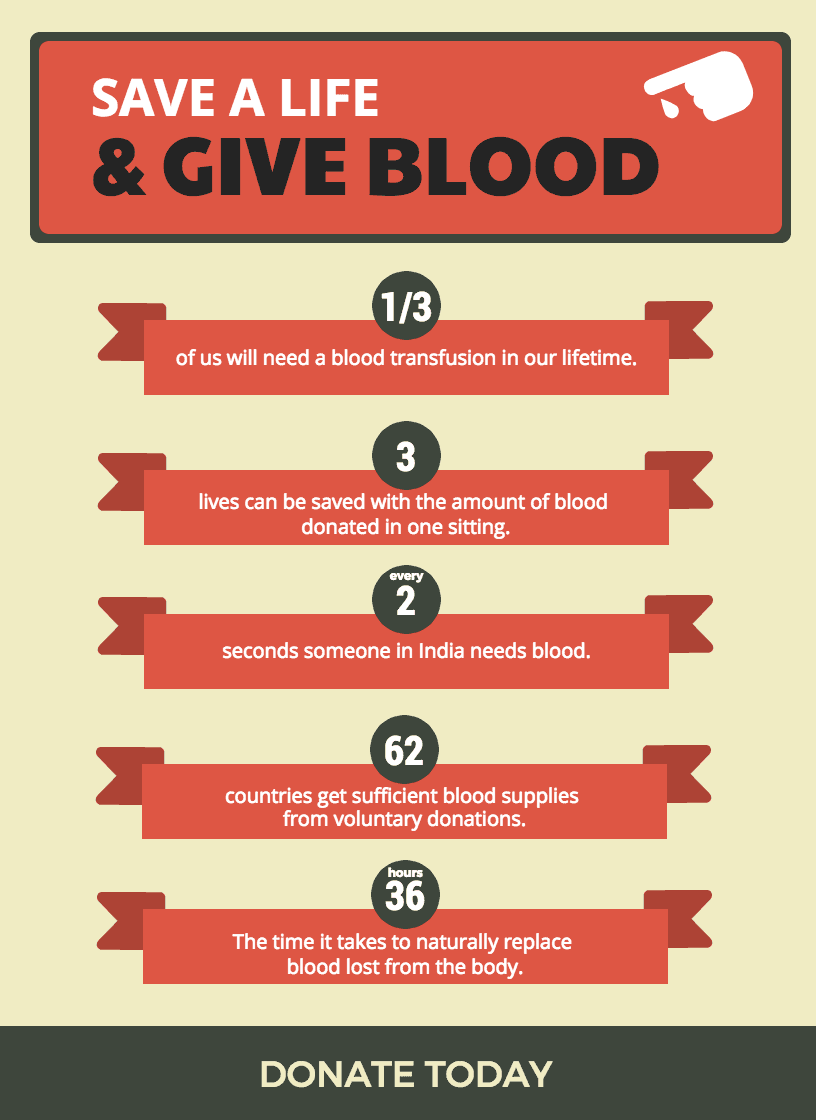 SAVE A LIFE
& GIVE BLOOD
1/3
of us will need a blood transfusion in our lifetime.
3
lives can be saved with the amount of blood
donated in one sitting.
every
2
seconds someone in India needs blood.
62
countries get sufficient blood supplies
from voluntary donations.
hours
36
The time it takes to naturally replace
blood lost from the body.
DONATE TODAY